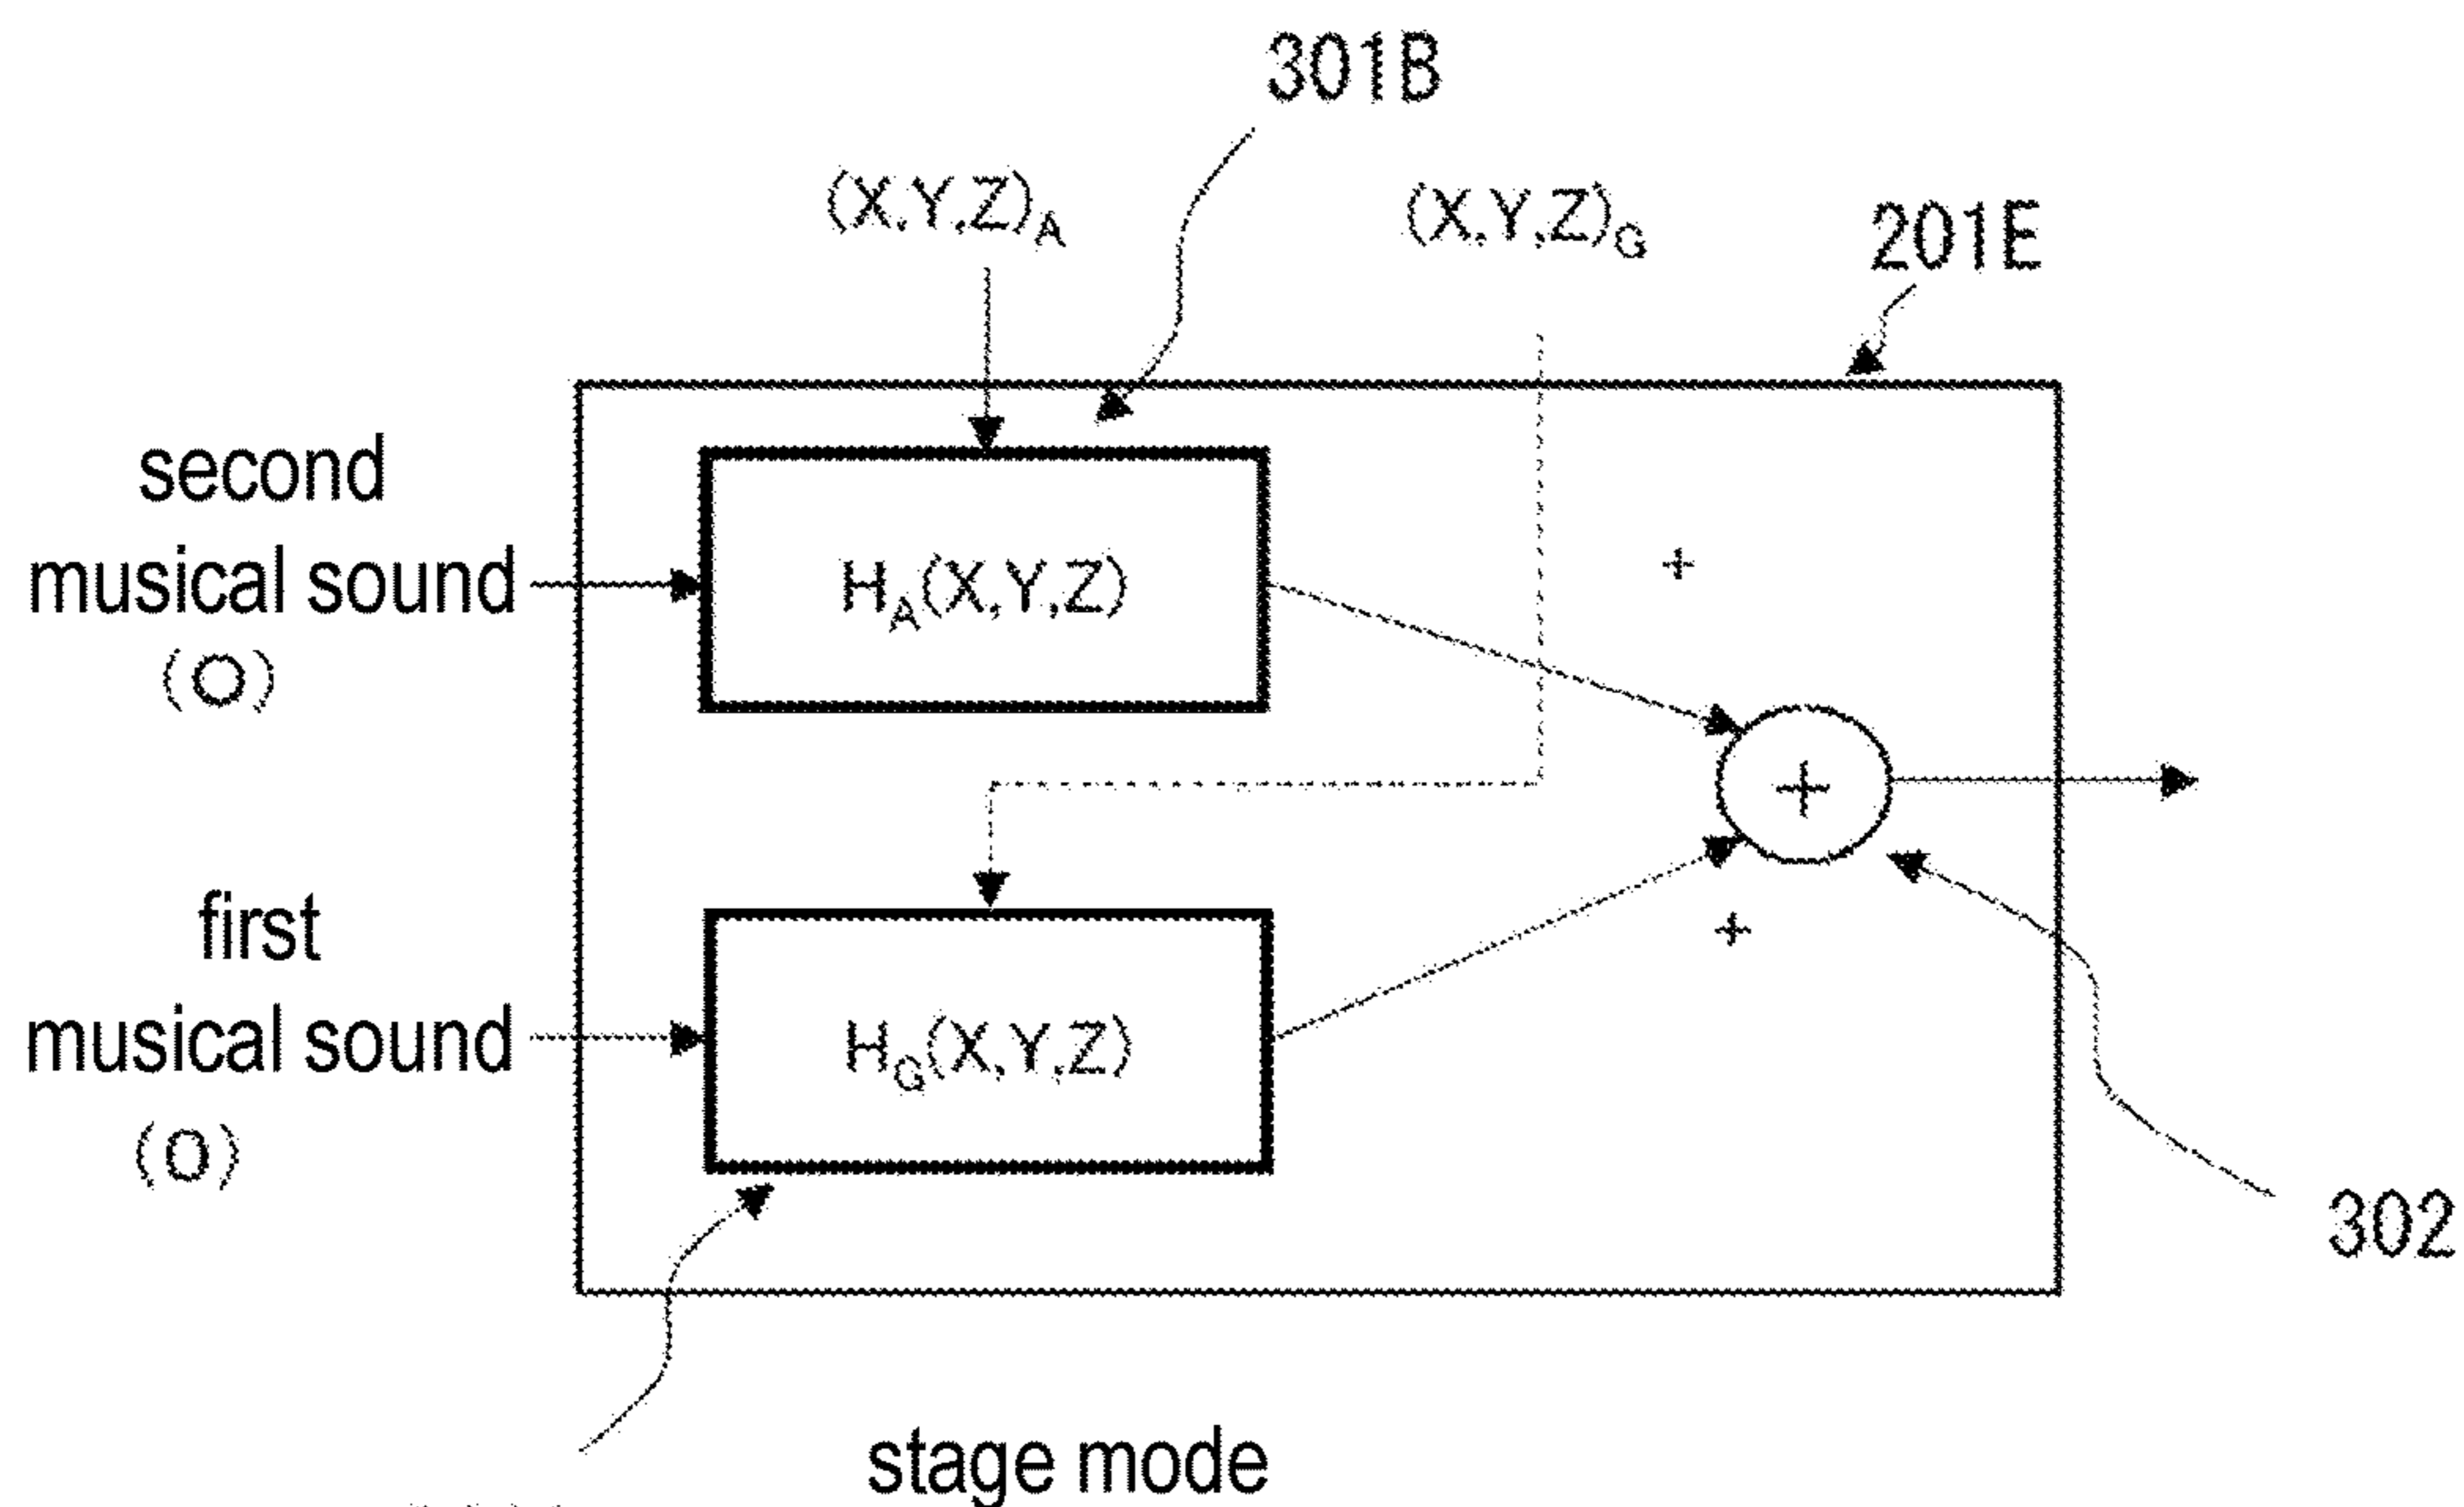 301B
(X,Y,Z)A
(X,Y,Z)G
201E
second
musical sound
(O)
HA(X,Y,Z)
+
+
first
musical sound
(O)
HG(X,Y,Z)
+
302
stage mode